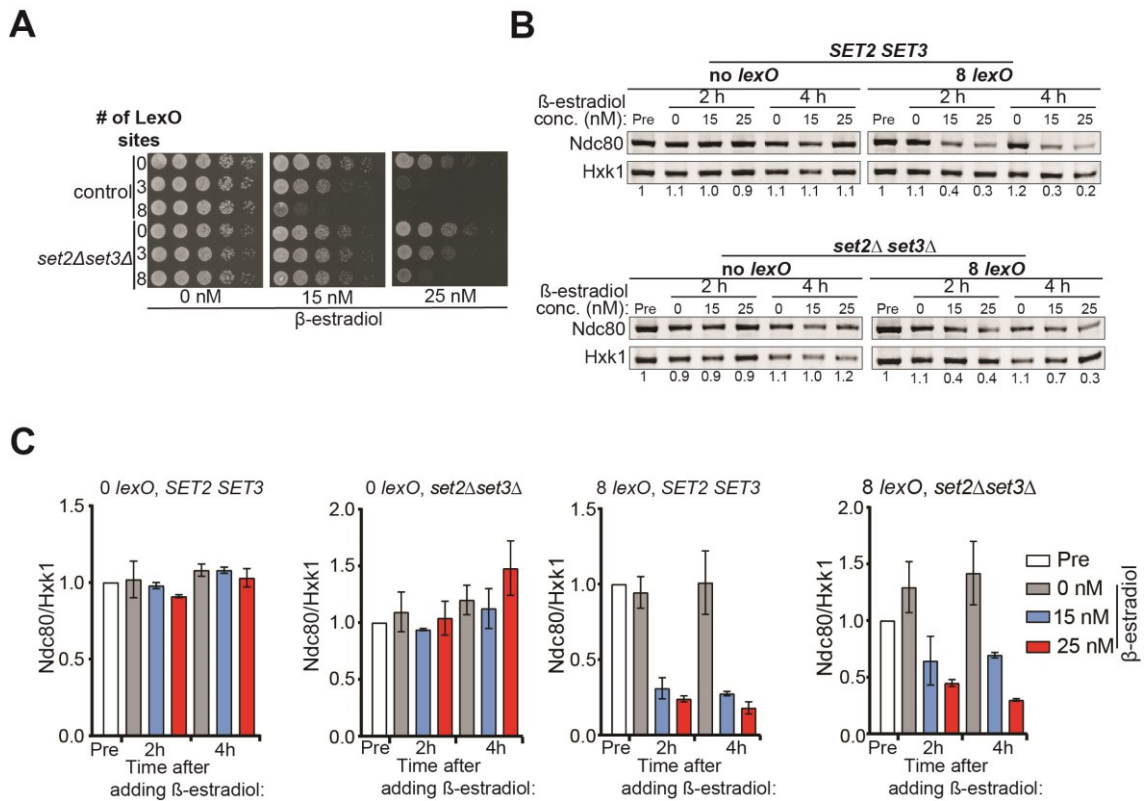 A
# of LexO
sites
control
0
3
8
set2Δset3Δ
0
3
8
0 nM
15 nM
25 nM
β-estradiol
B
SET2 SET3
no lexO
8 lexO
2 h
4 h
2 h
4 h
ß-estradiol
conc. (nM):
Pre 0 15 25 0 15 25
Pre 0 15 25 0 15 25
Ndc80
Hxk1
1 1.1 1.0 0.9 1.1 1.1 1.1
1 1.1 0.4 0.3 1.2 0.3 0.2
set2Δ set3Δ
no lexO
8 lexO
2 h
4 h
2 h
4 h
ß-estradiol
conc. (nM):
Pre 0 15 25 0 15 25
Pre 0 15 25 0 15 25
Ndc80
Hxk1
1 0.9 0.9 0.9 1.1 1.0 1.2
1 1.1 0.4 0.4 1.1 0.7 0.3
C
0 lexO, SET2 SET3
Ndc80/Hxk1
1.5
1.0
0.5
0.0
Pre 2h 4h
Time after
adding ß-estradiol:
0 lexO, set2Δset3Δ
Ndc80/Hxk1
2.0
1.5
1.0
0.5
0.0
Pre 2h 4h
Time after
adding ß-estradiol:
8 lexO, SET2 SET3
Ndc80/Hxk1
1.5
1.0
0.5
0.0
Pre 2h 4h
Time after
adding ß-estradiol:
8 lexO, set2Δset3Δ
Ndc80/Hxk1
2.0
1.5
1.0
0.5
0.0
Pre 2h 4h
Time after
adding ß-estradiol:
Pre
0 nM
15 nM
25 nM
β-estradiol